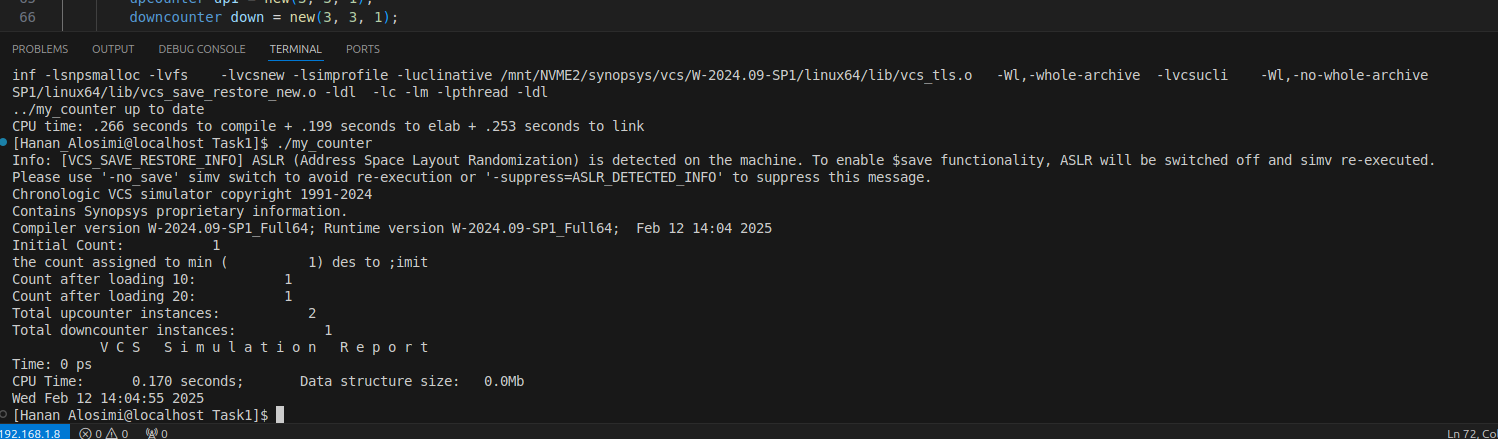 65 upcounter up1 = new(3, 3, 1);
66 downcounter down = new(3, 3, 1);
PROBLEMS OUTPUT DEBUG CONSOLE TERMINAL PORTS
inf -lsnpsmalloc -lvfs -lvcsnew -lsimprofile -luclinative /mnt/NVME2/synopsys/vcs/W-2024.09-SP1/linux64/lib/vcs_tls.o -Wl,-whole-archive -lvcsucli -Wl,-no-whole-archive
SP1/linux64/lib/vcs_save_restore_new.o -ldl -lc -lm -lpthread -ldl
../my_counter up to date
CPU time: .266 seconds to compile + .199 seconds to elab + .253 seconds to link
[Hanan_Alosimi@localhost Task1]$ ./my_counter
Info: [VCS_SAVE_RESTORE_INFO] ASLR (Address Space Layout Randomization) is detected on the machine. To enable $save functionality, ASLR will be switched off and simv re-executed.
Please use '-no_save' simv switch to avoid re-execution or '-suppress=ASLR_DETECTED_INFO' to suppress this message.
Chronologic VCS simulator copyright 1991-2024
Contains Synopsys proprietary information.
Compiler version W-2024.09-SP1_Full64; Runtime version W-2024.09-SP1_Full64; Feb 12 14:04 2025
Initial Count: 1
the count assigned to min ( 1) des to ;imit
Count after loading 10: 1
Count after loading 20: 1
Total upcounter instances: 2
Total downcounter instances: 1
V C S S i m u l a t i o n R e p o r t
Time: 0 ps
CPU Time: 0.170 seconds; Data structure size: 0.0Mb
Wed Feb 12 14:04:55 2025
[Hanan_Alosimi@localhost Task1]$
192.168.1.8 0 0 0 Ln 72, Col